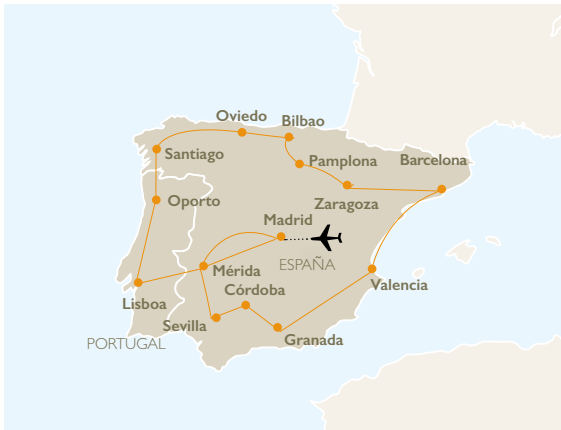 Oviedo
Bilbao
Santiago
Pamplona
Barcelona
Oporto
Zaragoza
Madrid
ESPAÑA
Mérida
Córdoba
Valencia
Lisboa
Sevilla
Granada
PORTUGAL